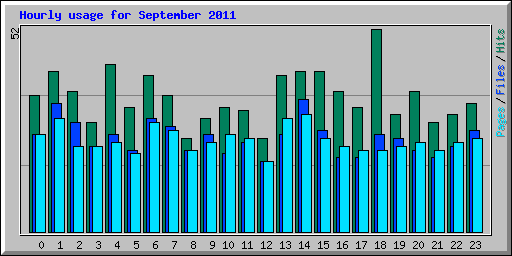 Hourly usage for September 2011
52
Pages/Files/Hits
0 1 2 3 4 5 6 7 8 9 10 11 12 13 14 15 16 17 18 19 20 21 22 23